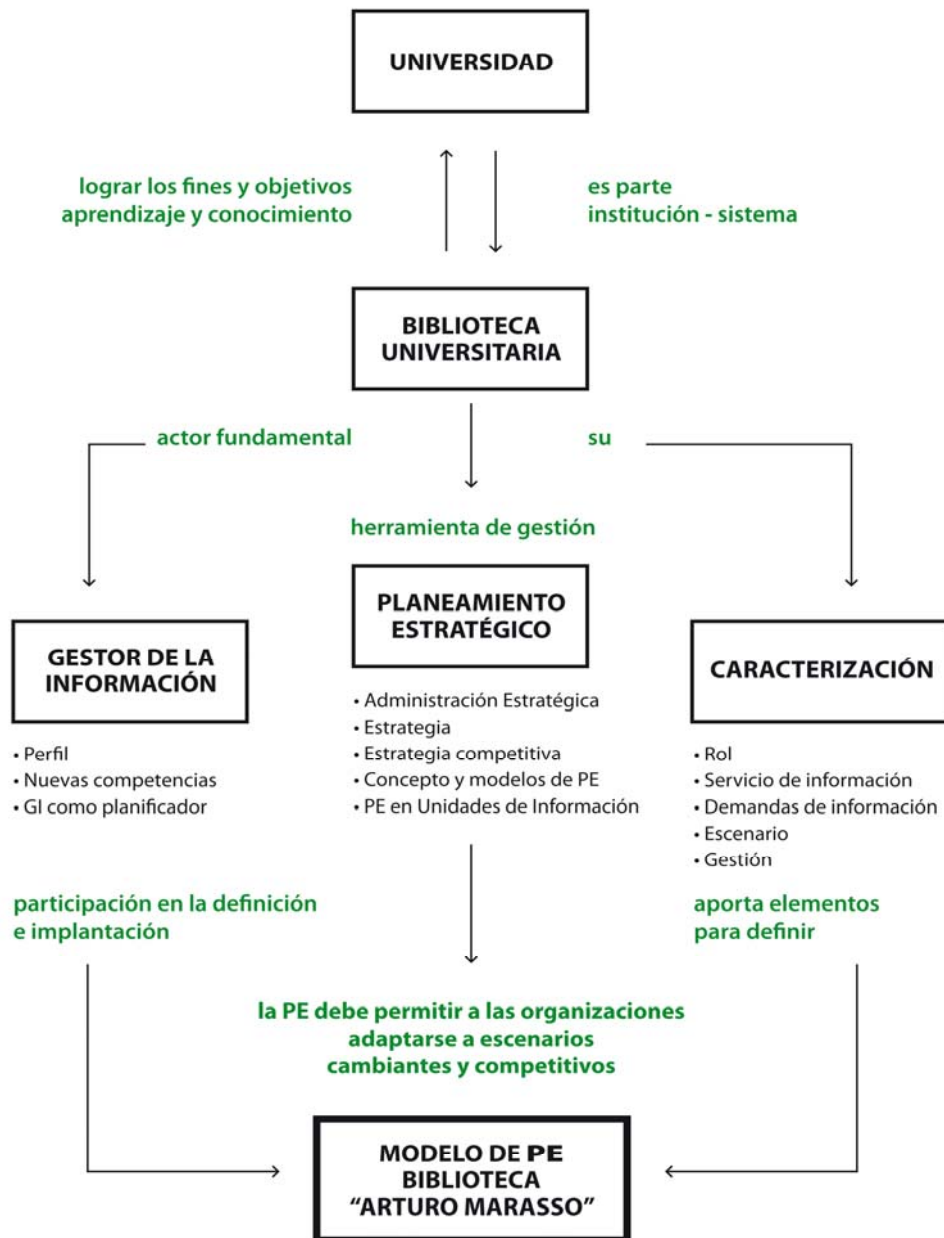 UNIVERSIDAD
lograr los fines y objetivos
aprendizaje y conocimiento
es parte
institución - sistema
BIBLIOTECA
UNIVERSITARIA
actor fundamental
su
herramienta de gestión
GESTOR DE LA
INFORMACIÓN
• Perfil
• Nuevas competencias
• GI como planificador
PLANEAMIENTO
ESTRATÉGICO
• Administración Estratégica
• Estrategia
• Estrategia competitiva
• Concepto y modelos de PE
• PE en Unidades de Información
CARACTERIZACIÓN
• Rol
• Servicio de información
• Demandas de información
• Escenario
• Gestión
participación en la definición
e implantación
aporta elementos
para definir
la PE debe permitir a las organizaciones
adaptarse a escenarios
cambiantes y competitivos
MODELO DE PE
BIBLIOTECA
“ARTURO MARASSO”